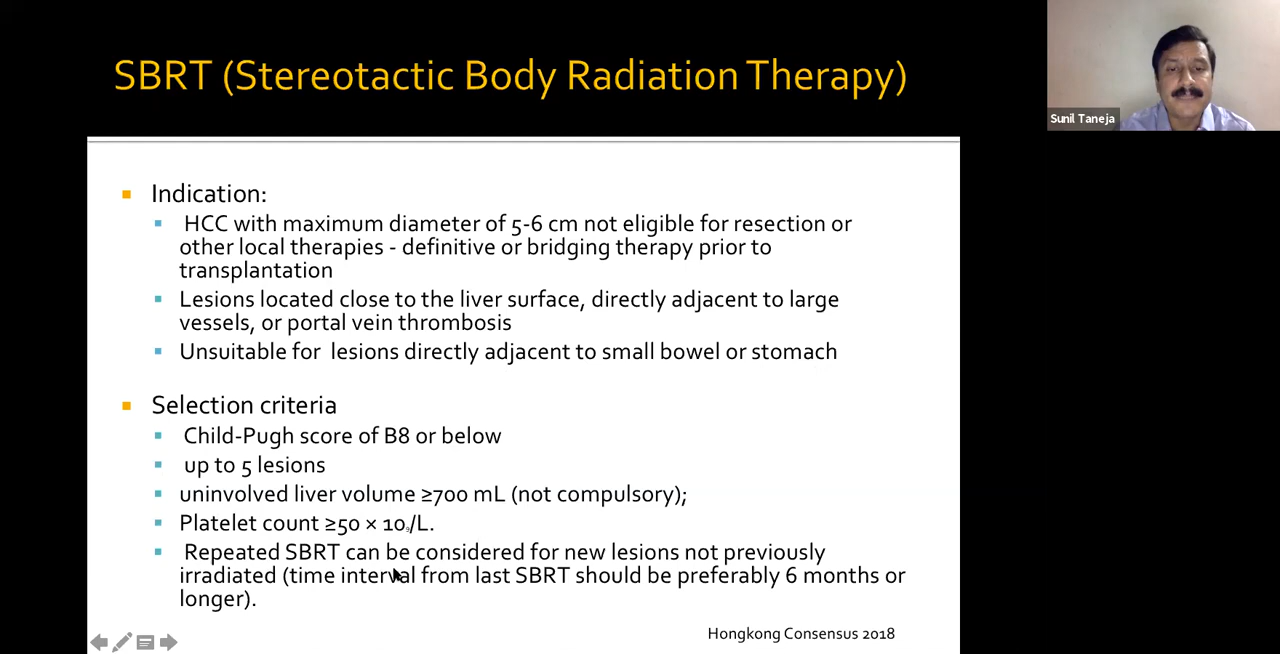 SBRT (Stereotactic Body Radiation Therapy)
Sunil Taneja
Indication:
HCC with maximum diameter of 5-6 cm not eligible for resection or
other local therapies - definitive or bridging therapy prior to
transplantation
Lesions located close to the liver surface, directly adjacent to large
vessels, or portal vein thrombosis
Unsuitable for lesions directly adjacent to small bowel or stomach
Selection criteria
Child-Pugh score of B8 or below
up to 5 lesions
uninvolved liver volume ≥700 mL (not compulsory);
Platelet count ≥50 × 10₉/L.
Repeated SBRT can be considered for new lesions not previously
irradiated (time interval from last SBRT should be preferably 6 months or
longer).
Hongkong Consensus 2018